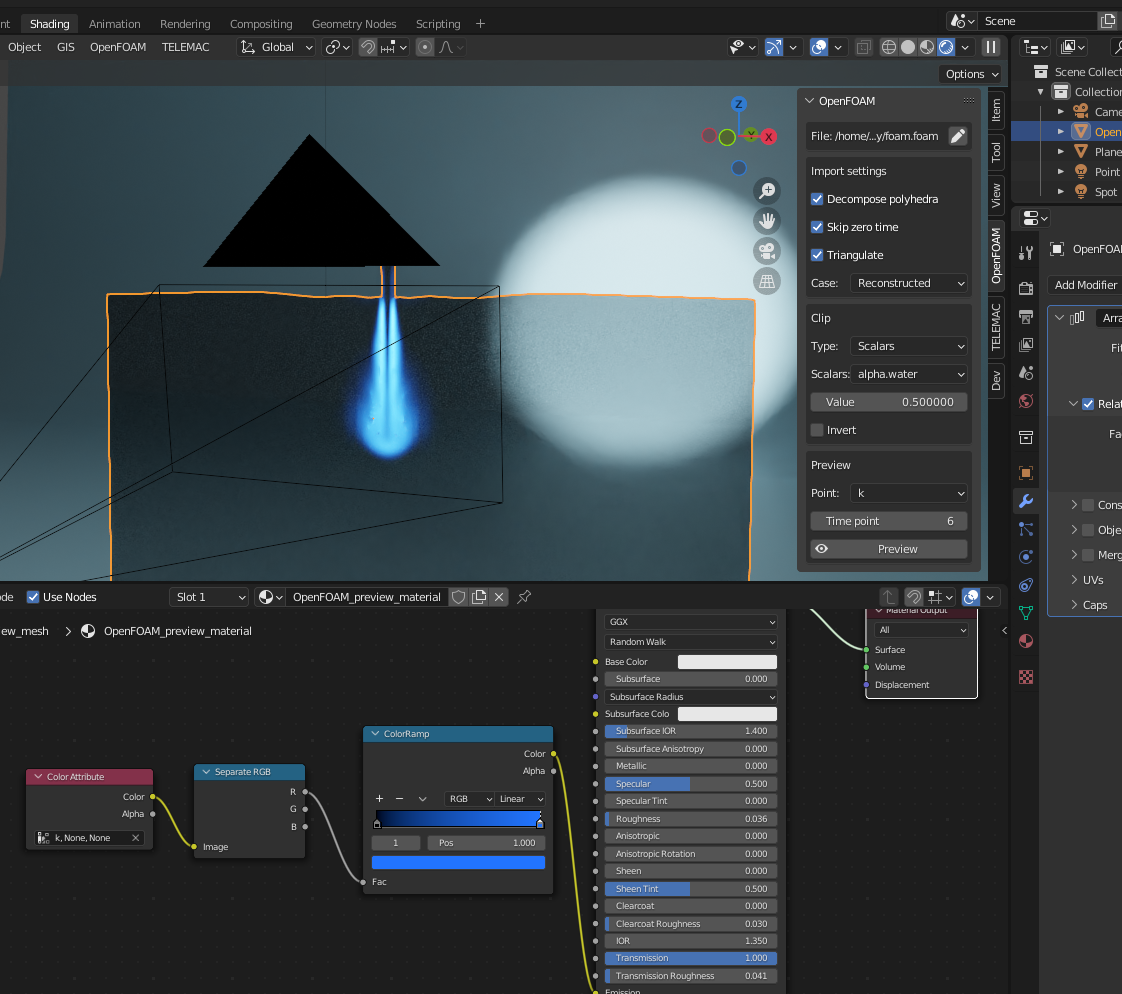 nt Shading Animation Rendering Compositing Geometry Nodes Scripting + Scene
Object GIS OpenFOAM TELEMAC Global
Options
Scene Collect
Collection
Came
Open
Plane
Point
Spot
Z
Y
X
OpenFOAM
File: /home/...y/foam.foam
Import settings
Decompose polyhedra
Skip zero time
Triangulate
Case: Reconstructed
Clip
Type: Scalars
Scalars: alpha.water
Value 0.500000
Invert
Preview
Point: k
Time point 6
Preview
Item
Tool
View
OpenFOAM
TELEMAC
Dev
OpenFOAI
Add Modifier
Arra
Fit
Relat
Fa
Cons
Obje
Merg
UVs
Caps
ode Use Nodes Slot 1 OpenFOAM_preview_material
ew_mesh > OpenFOAM_preview_material
Color Attribute
Color
Alpha
k, None, None
Separate RGB
R
G
B
Image
ColorRamp
Color
Alpha
+ − RGB Linear
1 Pos 1.000
Fac
GGX
Random Walk
Base Color
Subsurface 0.000
Subsurface Radius
Subsurface Colo
Subsurface IOR 1.400
Subsurface Anisotropy 0.000
Metallic 0.000
Specular 0.500
Specular Tint 0.000
Roughness 0.036
Anisotropic 0.000
Anisotropic Rotation 0.000
Sheen 0.000
Sheen Tint 0.500
Clearcoat 0.000
Clearcoat Roughness 0.030
IOR 1.350
Transmission 1.000
Transmission Roughness 0.041
Emission
Material Output
All
Surface
Volume
Displacement